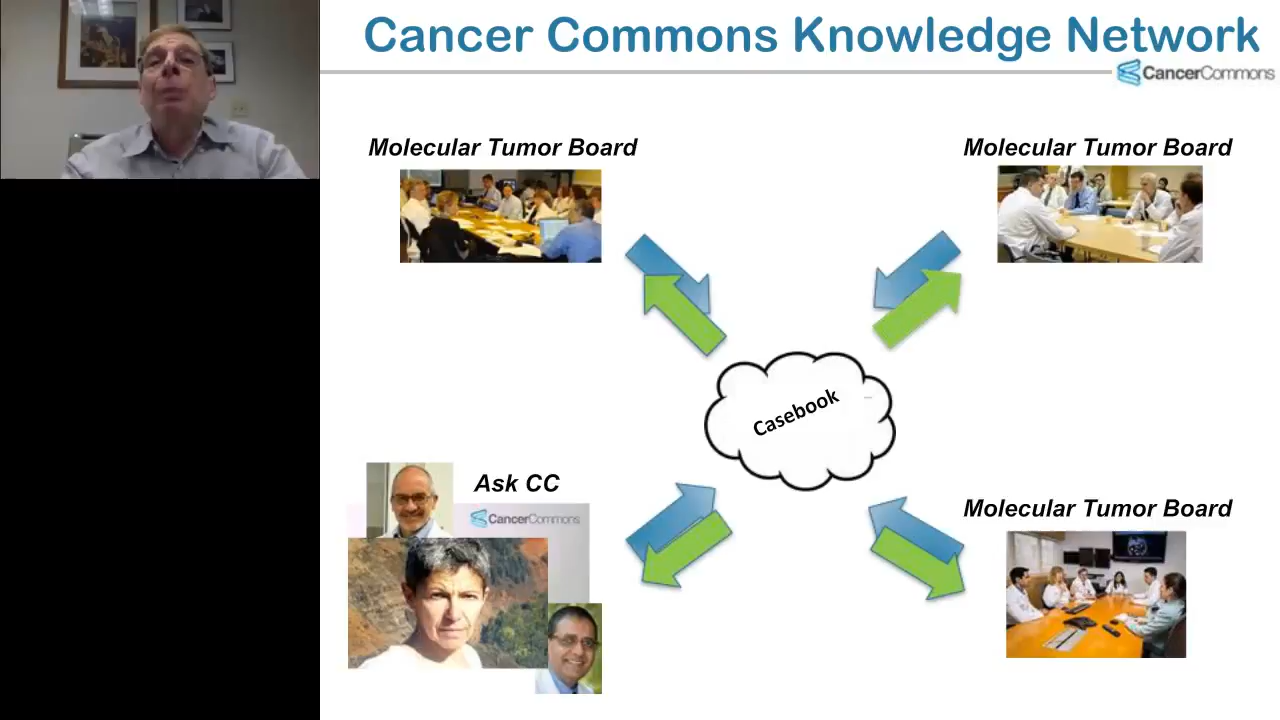 Cancer Commons Knowledge Network
CancerCommons
Molecular Tumor Board
Molecular Tumor Board
Casebook
Ask CC
CancerCommons
Molecular Tumor Board